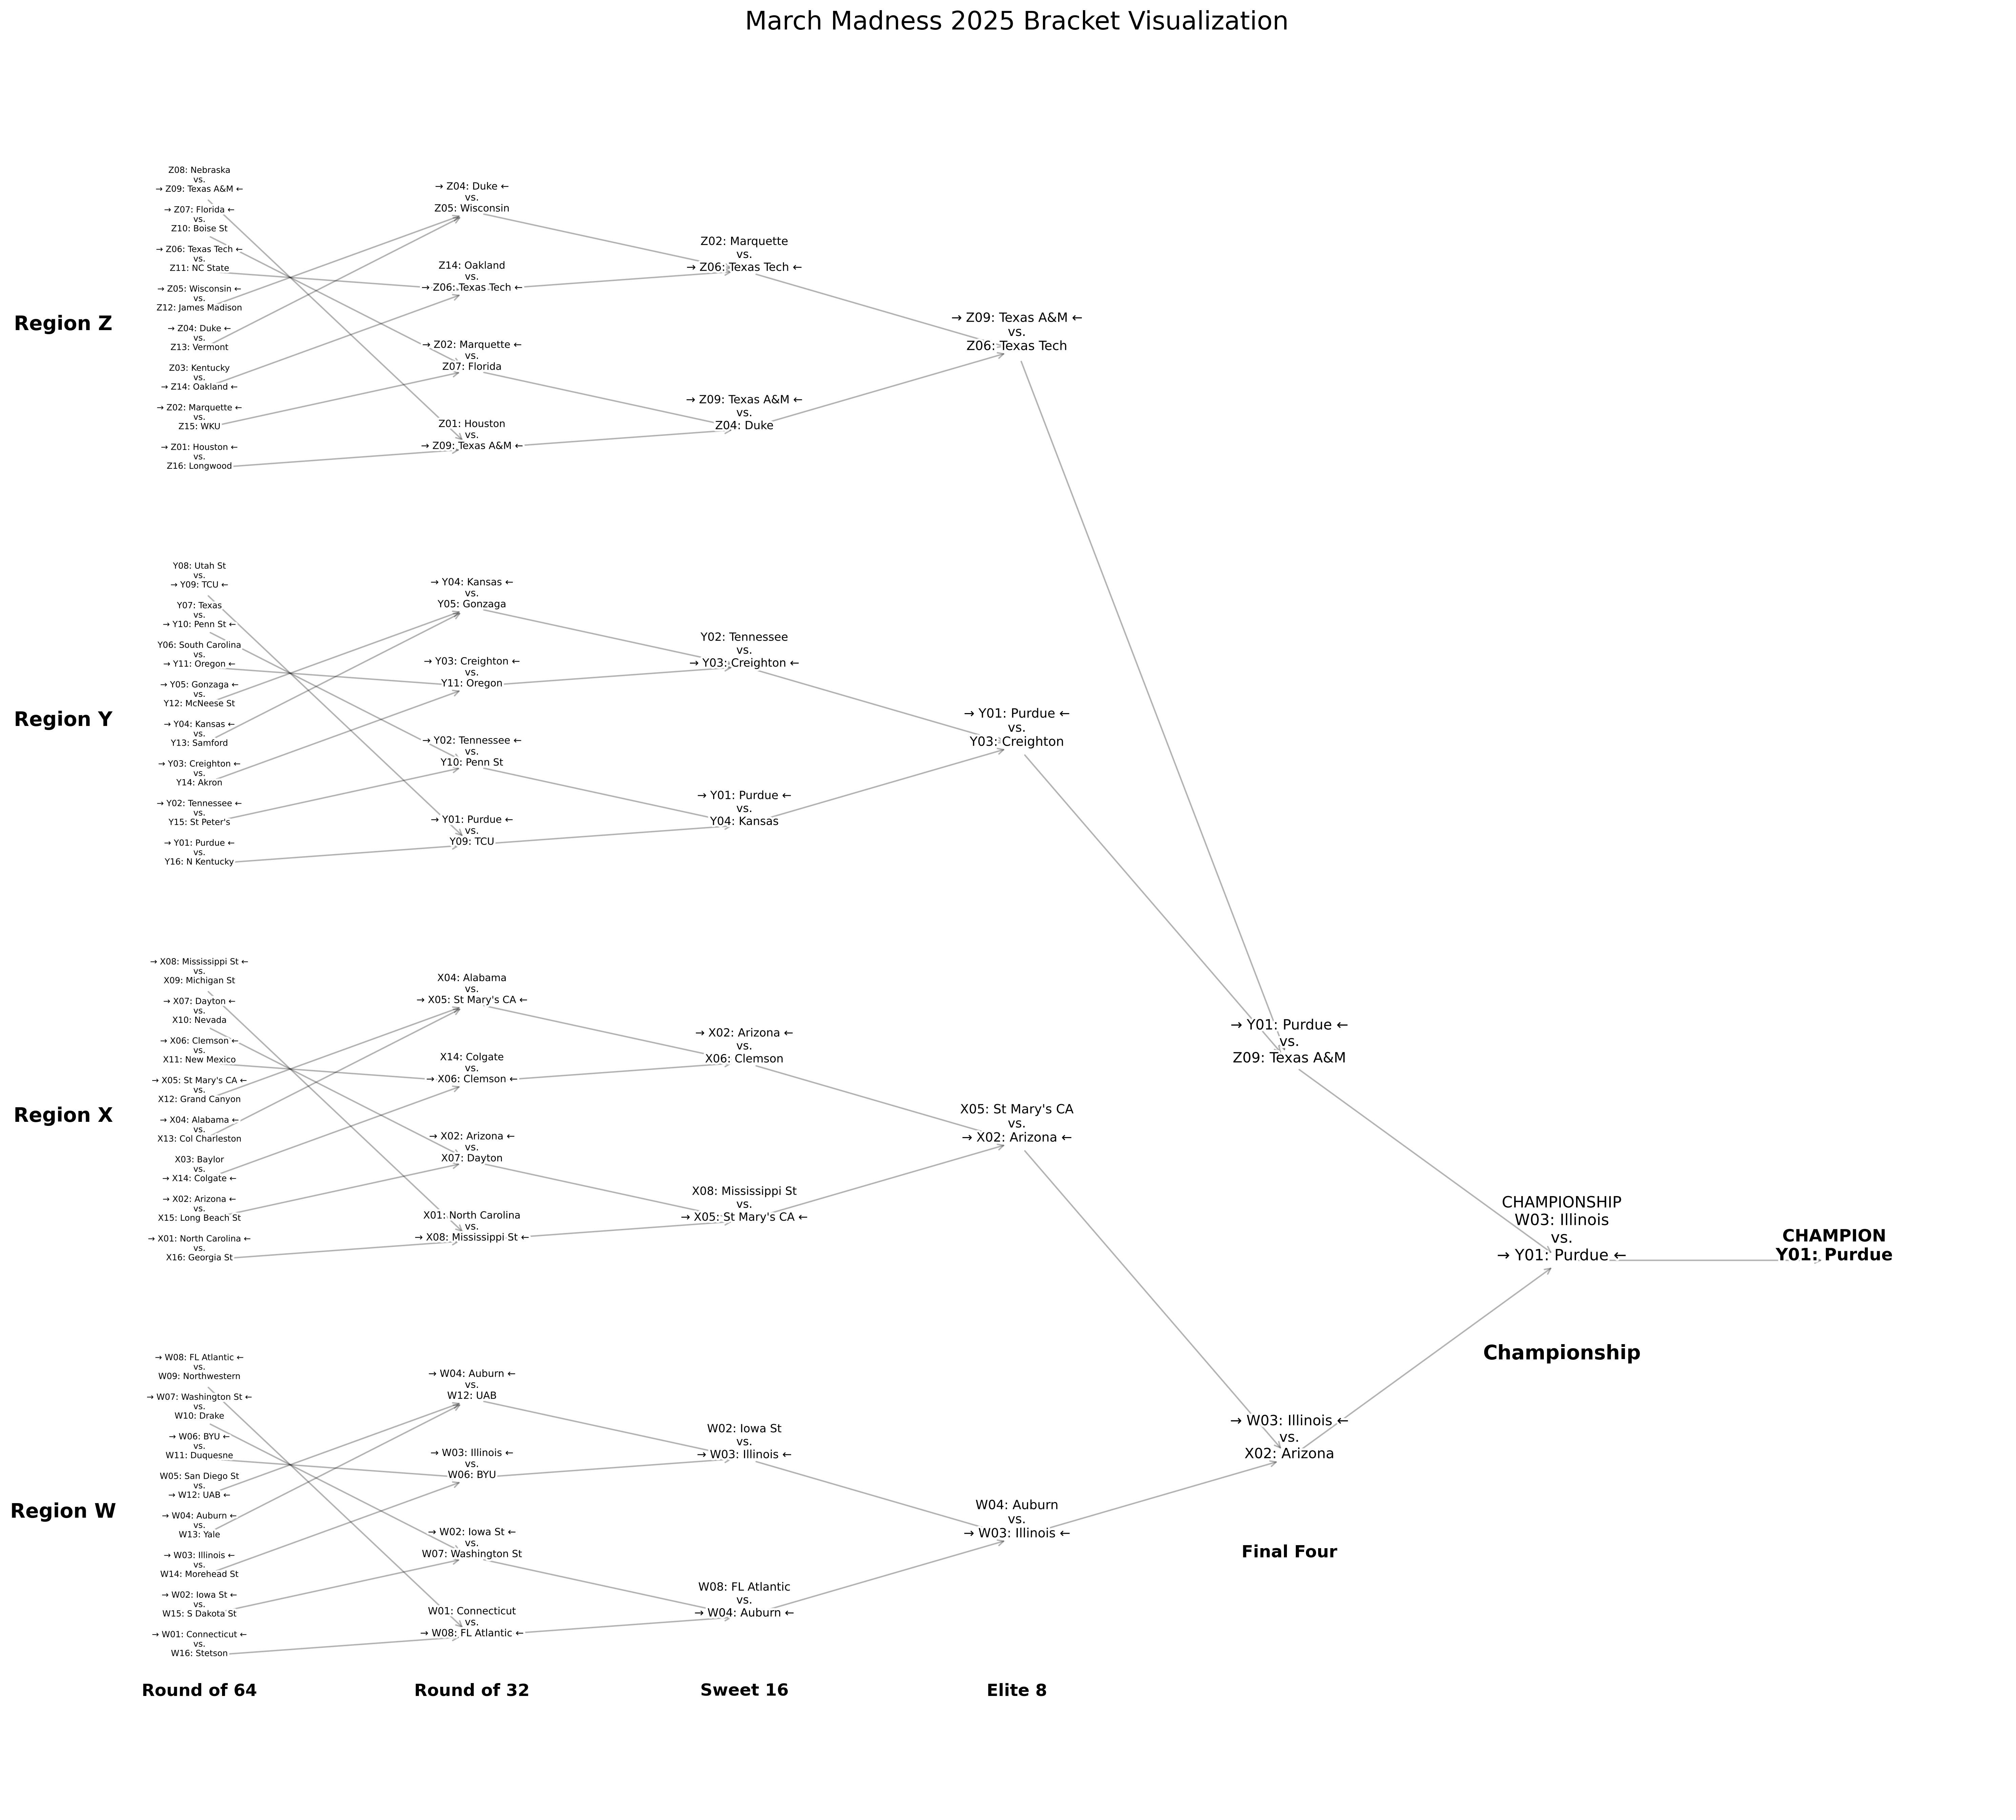 March Madness 2025 Bracket Visualization
Region Z
Z08: Nebraska
vs.
→ Z09: Texas A&M ←
→ Z07: Florida ←
vs.
Z10: Boise St
→ Z06: Texas Tech ←
vs.
Z11: NC State
→ Z05: Wisconsin ←
vs.
Z12: James Madison
→ Z04: Duke ←
vs.
Z13: Vermont
Z03: Kentucky
vs.
→ Z14: Oakland ←
→ Z02: Marquette ←
vs.
Z15: WKU
→ Z01: Houston ←
vs.
Z16: Longwood
→ Z04: Duke ←
vs.
Z05: Wisconsin
Z14: Oakland
vs.
→ Z06: Texas Tech ←
→ Z02: Marquette ←
vs.
Z07: Florida
Z01: Houston
vs.
→ Z09: Texas A&M ←
Z02: Marquette
vs.
→ Z06: Texas Tech ←
→ Z09: Texas A&M ←
vs.
Z04: Duke
→ Z09: Texas A&M ←
vs.
Z06: Texas Tech
Region Y
Y08: Utah St
vs.
→ Y09: TCU ←
Y07: Texas
vs.
→ Y10: Penn St ←
Y06: South Carolina
vs.
→ Y11: Oregon ←
→ Y05: Gonzaga ←
vs.
Y12: McNeese St
→ Y04: Kansas ←
vs.
Y13: Samford
→ Y03: Creighton ←
vs.
Y14: Akron
→ Y02: Tennessee ←
vs.
Y15: St Peter's
→ Y01: Purdue ←
vs.
Y16: N Kentucky
→ Y04: Kansas ←
vs.
Y05: Gonzaga
→ Y03: Creighton ←
vs.
Y11: Oregon
→ Y02: Tennessee ←
vs.
Y10: Penn St
→ Y01: Purdue ←
vs.
Y09: TCU
Y02: Tennessee
vs.
→ Y03: Creighton ←
→ Y01: Purdue ←
vs.
Y04: Kansas
→ Y01: Purdue ←
vs.
Y03: Creighton
Region X
→ X08: Mississippi St ←
vs.
X09: Michigan St
→ X07: Dayton ←
vs.
X10: Nevada
→ X06: Clemson ←
vs.
X11: New Mexico
→ X05: St Mary's CA ←
vs.
X12: Grand Canyon
→ X04: Alabama ←
vs.
X13: Col Charleston
X03: Baylor
vs.
→ X14: Colgate ←
→ X02: Arizona ←
vs.
X15: Long Beach St
→ X01: North Carolina ←
vs.
X16: Georgia St
X04: Alabama
vs.
→ X05: St Mary's CA ←
X14: Colgate
vs.
→ X06: Clemson ←
→ X02: Arizona ←
vs.
X07: Dayton
X01: North Carolina
vs.
→ X08: Mississippi St ←
→ X02: Arizona ←
vs.
X06: Clemson
X08: Mississippi St
vs.
→ X05: St Mary's CA ←
X05: St Mary's CA
vs.
→ X02: Arizona ←
Region W
→ W08: FL Atlantic ←
vs.
W09: Northwestern
→ W07: Washington St ←
vs.
W10: Drake
→ W06: BYU ←
vs.
W11: Duquesne
W05: San Diego St
vs.
→ W12: UAB ←
→ W04: Auburn ←
vs.
W13: Yale
→ W03: Illinois ←
vs.
W14: Morehead St
→ W02: Iowa St ←
vs.
W15: S Dakota St
→ W01: Connecticut ←
vs.
W16: Stetson
→ W04: Auburn ←
vs.
W12: UAB
→ W03: Illinois ←
vs.
W06: BYU
→ W02: Iowa St ←
vs.
W07: Washington St
W01: Connecticut
vs.
→ W08: FL Atlantic ←
W02: Iowa St
vs.
→ W03: Illinois ←
W08: FL Atlantic
vs.
→ W04: Auburn ←
W04: Auburn
vs.
→ W03: Illinois ←
→ Y01: Purdue ←
vs.
Z09: Texas A&M
→ W03: Illinois ←
vs.
X02: Arizona
CHAMPIONSHIP
W03: Illinois
vs.
→ Y01: Purdue ←
CHAMPION
Y01: Purdue
Championship
Final Four
Round of 64
Round of 32
Sweet 16
Elite 8